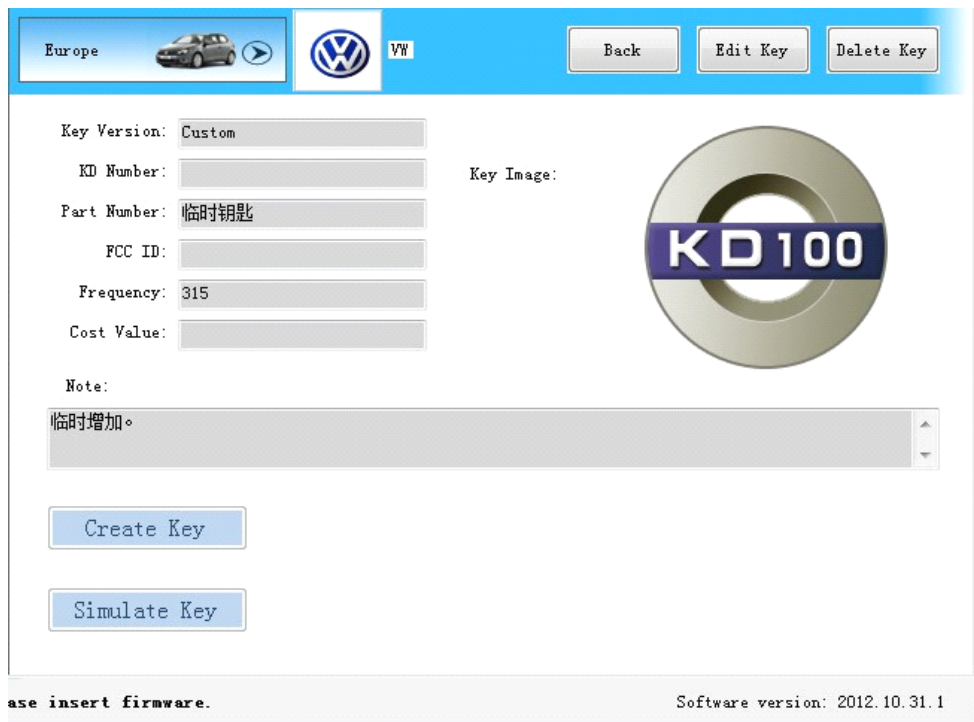 Europe
VW
Back
Edit Key
Delete Key
Key Version: Custom
KD Number:
Key Image:
Part Number: 临时钥匙
FCC ID:
Frequency: 315
Cost Value:
KD100
Note:
临时增加。
Create Key
Simulate Key
ase insert firmware.
Software version: 2012.10.31.1